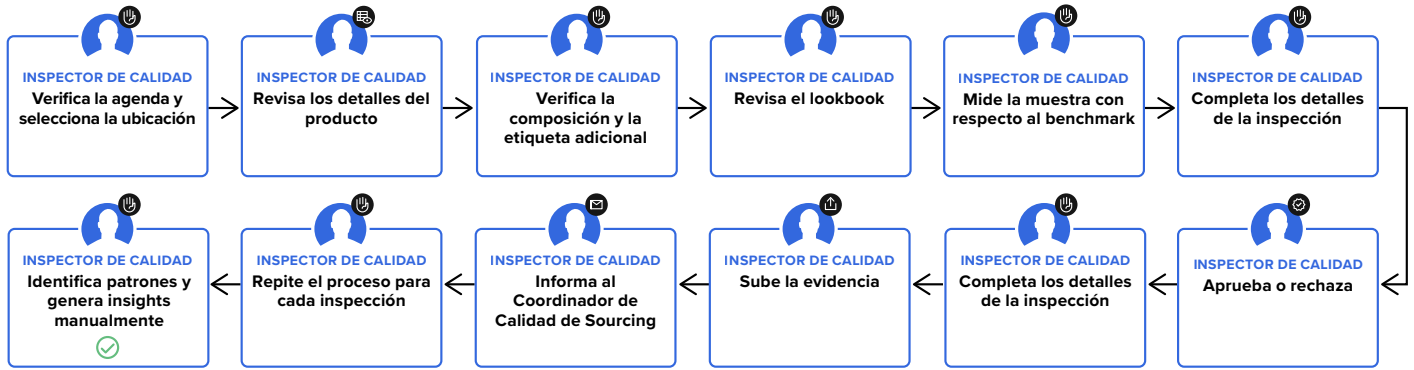 INSPECTOR DE CALIDAD
Verifica la agenda y
selecciona la ubicación
INSPECTOR DE CALIDAD
Revisa los detalles del
producto
INSPECTOR DE CALIDAD
Verifica la
composición y la
etiqueta adicional
INSPECTOR DE CALIDAD
Revisa el lookbook
INSPECTOR DE CALIDAD
Mide la muestra con
respecto al benchmark
INSPECTOR DE CALIDAD
Completa los detalles
de la inspección
INSPECTOR DE CALIDAD
Aprueba o rechaza
INSPECTOR DE CALIDAD
Completa los detalles
de la inspección
INSPECTOR DE CALIDAD
Sube la evidencia
INSPECTOR DE CALIDAD
Informa al
Coordinador de
Calidad de Sourcing
INSPECTOR DE CALIDAD
Repite el proceso para
cada inspección
INSPECTOR DE CALIDAD
Identifica patrones y
genera insights
manualmente